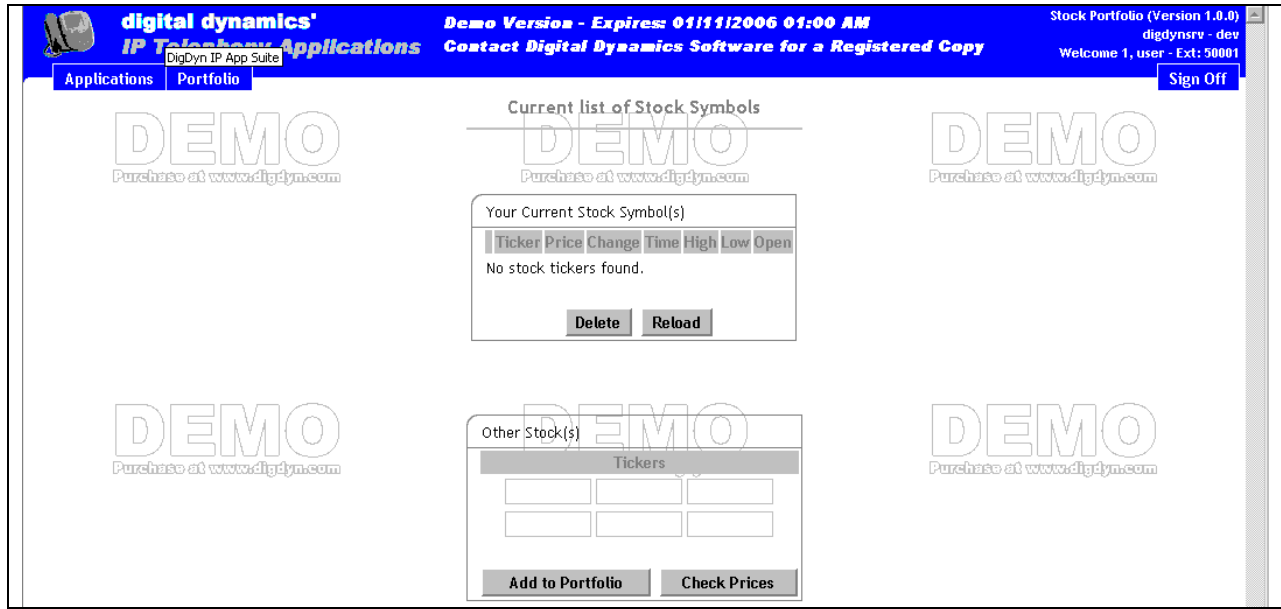 digital dynamics'
IP Telephony Applications
DigDyn IP App Suite
Demo Version - Expires: 01/11/2006 01:00 AM
Contact Digital Dynamics Software for a Registered Copy
Stock Portfolio (Version 1.0.0)
digdynsrv - dev
Welcome 1, user - Ext: 50001
Applications Portfolio Sign Off
Current list of Stock Symbols
DEMO DEMO DEMO
Purchase at www.digdyn.com Purchase at www.digdyn.com Purchase at www.digdyn.com
Your Current Stock Symbol(s)
Ticker Price Change Time High Low Open
No stock tickers found.
Delete Reload
DEMO DEMO DEMO
Other Stock(s)
Purchase at www.digdyn.com Purchase at www.digdyn.com
Tickers
Add to Portfolio Check Prices